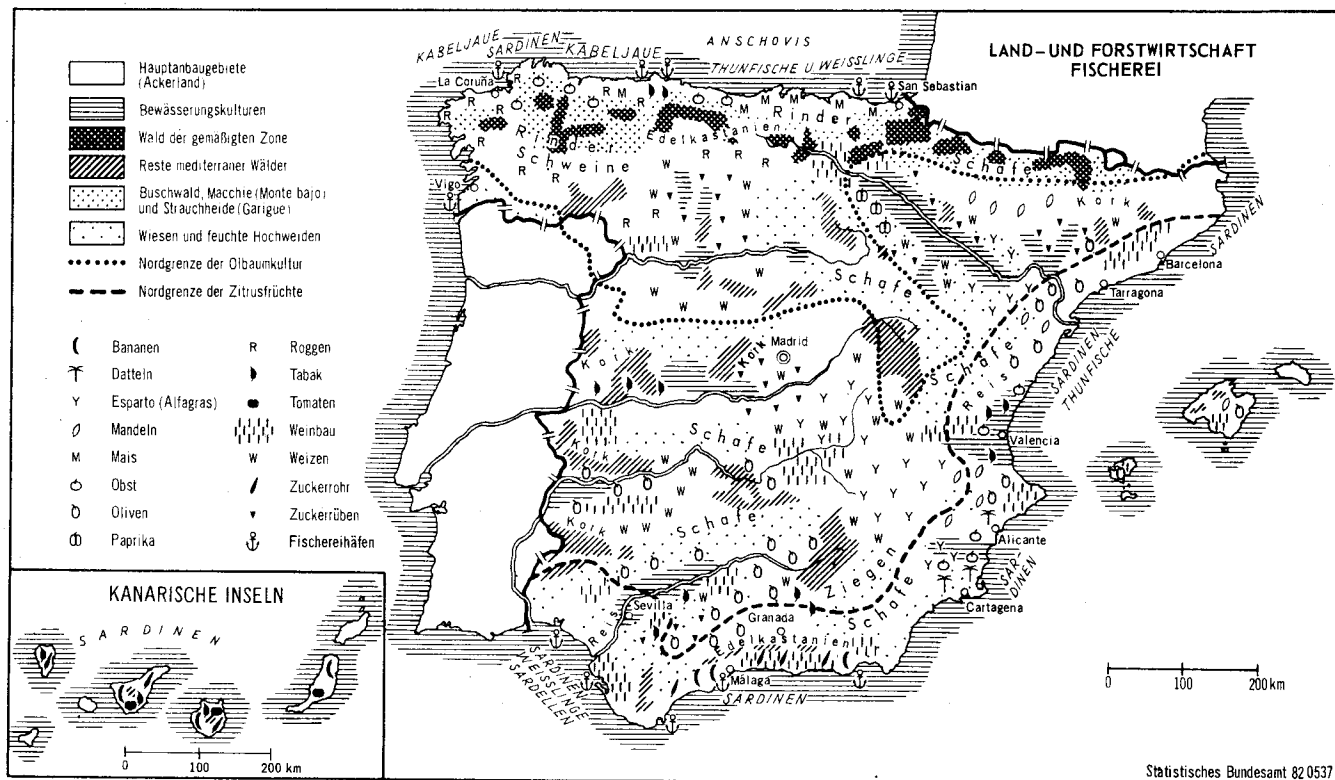 LAND-UND FORSTWIRTSCHAFT
FISCHEREI
Hauptanbaugebiete
(Ackerland)
Bewässerungskulturen
Wald der gemäßigten Zone
Reste mediterraner Wälder
Buschwald, Macchie (Monte bajo)
und Strauchheide (Garigue)
Wiesen und feuchte Hochweiden
Nordgrenze der Olbaumkultur
Nordgrenze der Zitrusfrüchte
Bananen
Datteln
Y Esparto (Alfagras)
Mandeln
M Mais
Obst
Oliven
Paprika
R Roggen
Tabak
Tomaten
Weinbau
W Weizen
Zuckerrohr
Zuckerrüben
Fischereihäfen
KABELJAUE
SARDINEN
KABELJAUE
ANSCHOVIS
THUNFISCHE U. WEISSLINGE
La Coruña
San Sebastian
Rinder
Rinder
Edelkastanien
Schweine
Schafe
Vigo
Kork
SARDINEN
Barcelona
Tarragona
Schafe
Kork
Kork
Madrid
Schafe
Reis
SARDINEN
THUNFISCHE
Schafe
Valencia
Kork
Kork
Schafe
Alicante
Ziegen
Schafe
SARDINEN
Cartagena
Sevilla
Reis
Granada
Edelkastanien
Málaga
SARDINEN
SARDINEN
WEISSLINGE
SARDELLEN
0 100 200 km
KANARISCHE INSELN
SARDINEN
0 100 200 km
Statistisches Bundesamt 82 0537